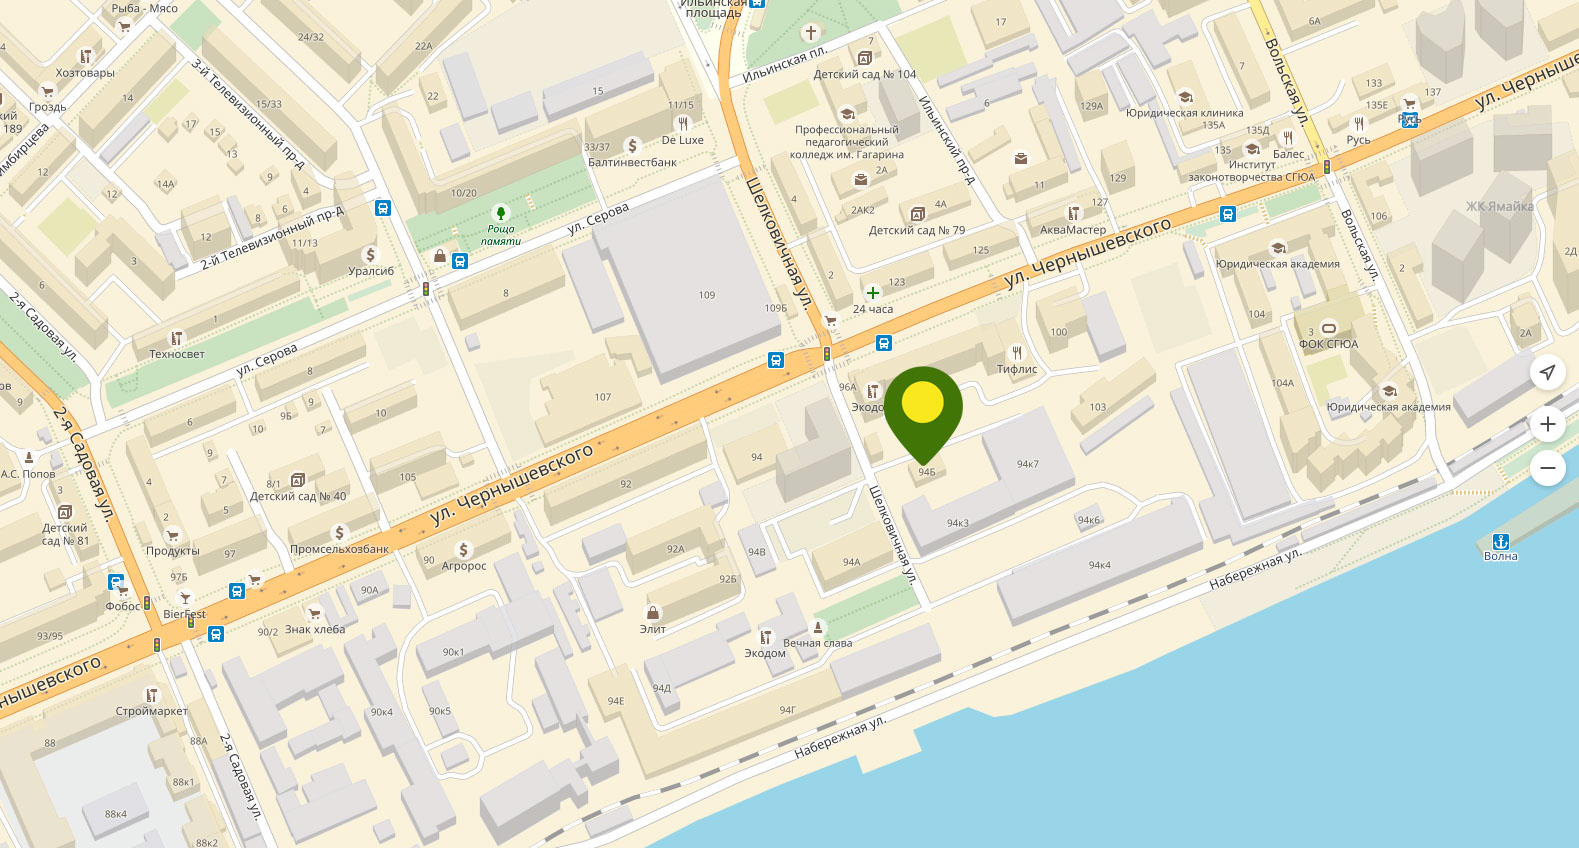 Рыба - Мясо
24/32
22А
Ильинская
площадь
17
6А
Хозтовары
3-й Телевизионный пр-д
Ильинская пл.
7
Детский сад № 104
Вольская ул.
7
133
137
ул. Черныше
Гроздь
14
15/33
22
15
11/15
6
129А
135Е
Юридическая клиника
135А
Русь
189
17
15
13
33/37
De Luxe
Балтинвестбанк
Профессиональный
педагогический
колледж им. Гагарина
Ильинский пр-д
135Д
135
Балес
Русь
Институт
законотворчества СГЮА
12
14А
9
4
6
8
10/20
Шелковичная ул.
4
2А
2АК2
4А
11
129
127
12
3
2-й Телевизионный пр-д
11/13
Роща
памяти
ул. Серова
Детский сад № 79
АкваМастер
ул. Чернышевского
Вольская ул.
106
ЖК Ямайка
Уралсиб
125
Юридическая академия
2
2Д
2-я Садовая ул.
1
8
109
109Б
2
123
24 часа
104
3
ФОК СГЮА
2А
Техносвет
ул. Серова
8
100
Тифлис
96А
Экодом
104А
Юридическая академия
103
6
9Б
7
10
10
107
2-я Садовая ул.
А.С. Попов
8/1
Детский сад № 40
105
ул. Чернышевского
92
94
94Б
94к7
4
2
5
Детский
сад № 81
Продукты
97
Промсельхозбанк
90
Агророс
92А
94В
94А
Шелковичная ул.
94к3
94к6
94к4
Волна
97Б
Фобос
BierFest
90А
92Б
Набережная ул.
93/95
90/2
Знак хлеба
Элит
Вечная слава
Экодом
нышевского
90к1
94Д
94Е
94Г
Строймаркет
90к4
90к5
Набережная ул.
88
88А
2-я Садовая ул.
88к1
88к4
88к2